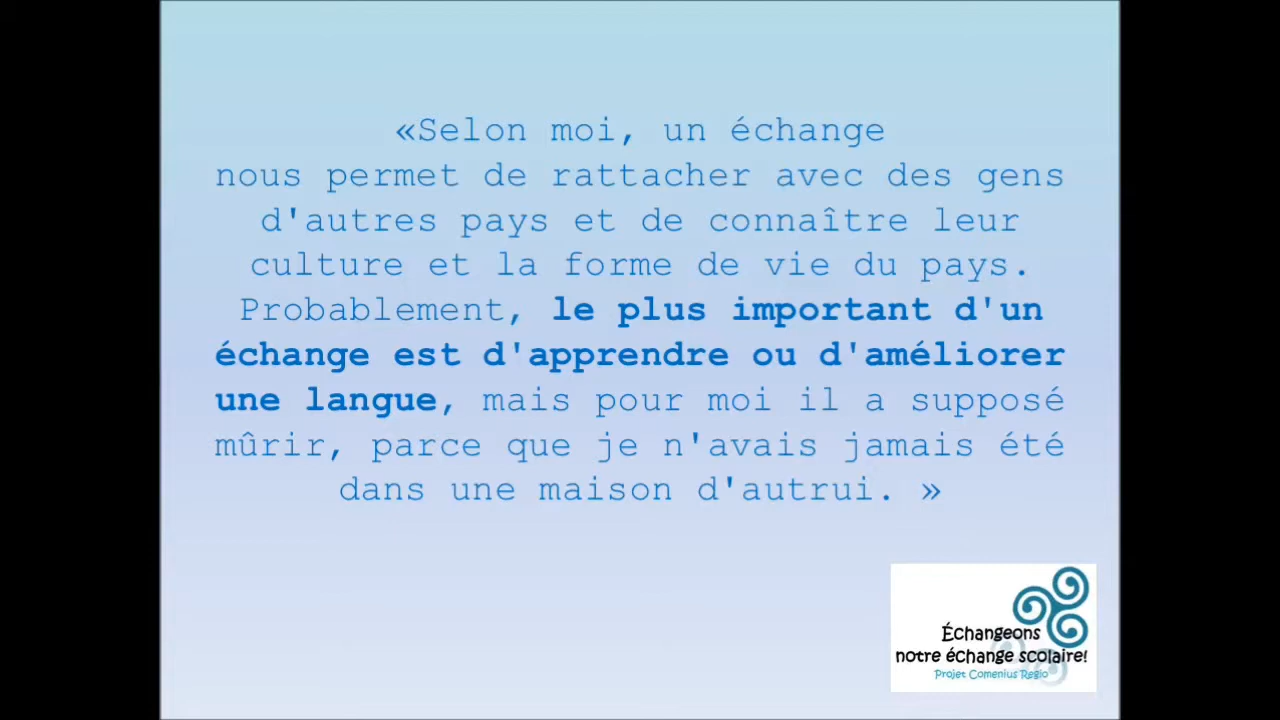 «Selon moi, un échange
nous permet de rattacher avec des gens
d'autres pays et de connaître leur
culture et la forme de vie du pays.
Probablement, le plus important d'un
échange est d'apprendre ou d'améliorer
une langue, mais pour moi il a supposé
mûrir, parce que je n'avais jamais été
dans une maison d'autrui. »
Échangeons
notre échange scolaire!
Projet Comenius Regio